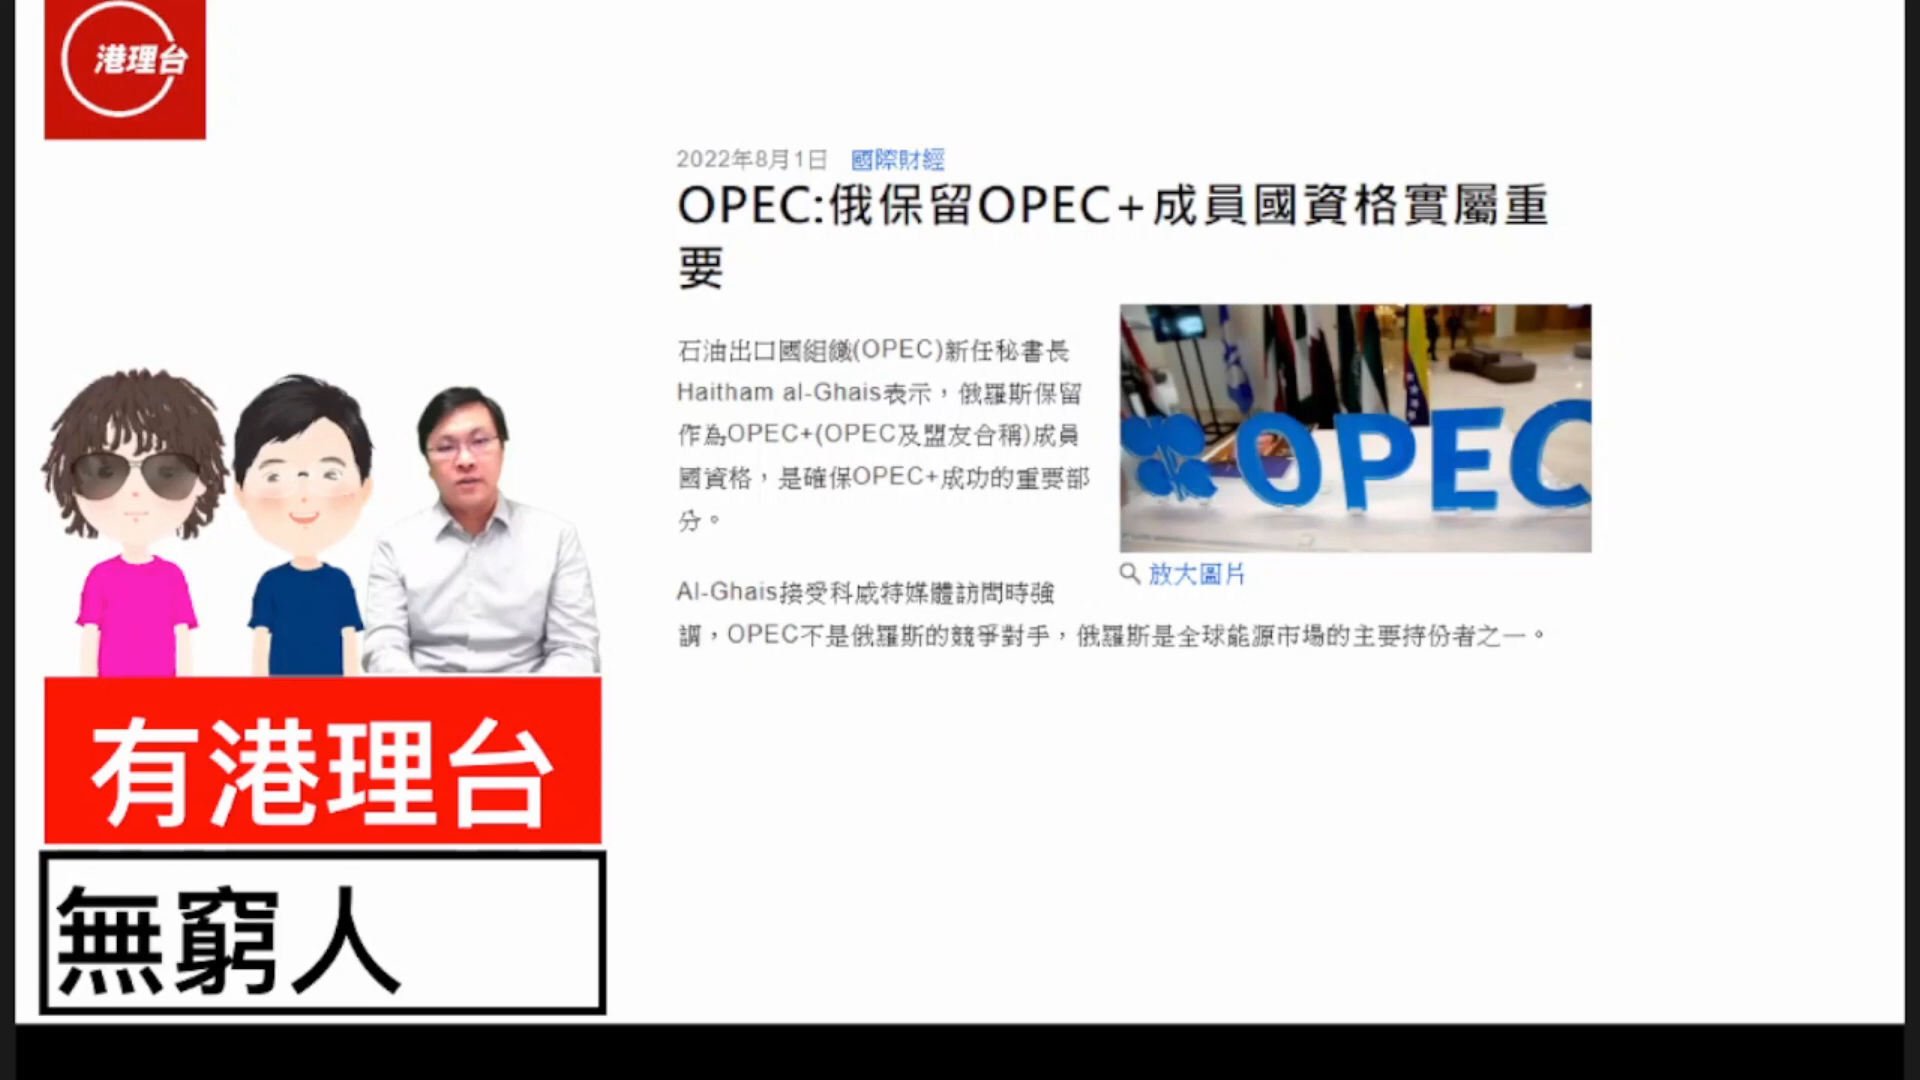 港理台
2022年8月1日 國際財經
OPEC:俄保留OPEC+成員國資格實屬重
要
石油出口國組織(OPEC)新任秘書長
Haitham al-Ghais表示，俄羅斯保留
作為OPEC+(OPEC及盟友合稱)成員
國資格，是確保OPEC+成功的重要部
分。
OPEC
放大圖片
Al-Ghais接受科威特媒體訪問時強
調，OPEC不是俄羅斯的競爭對手，俄羅斯是全球能源市場的主要持份者之一。
有港理台
無窮人